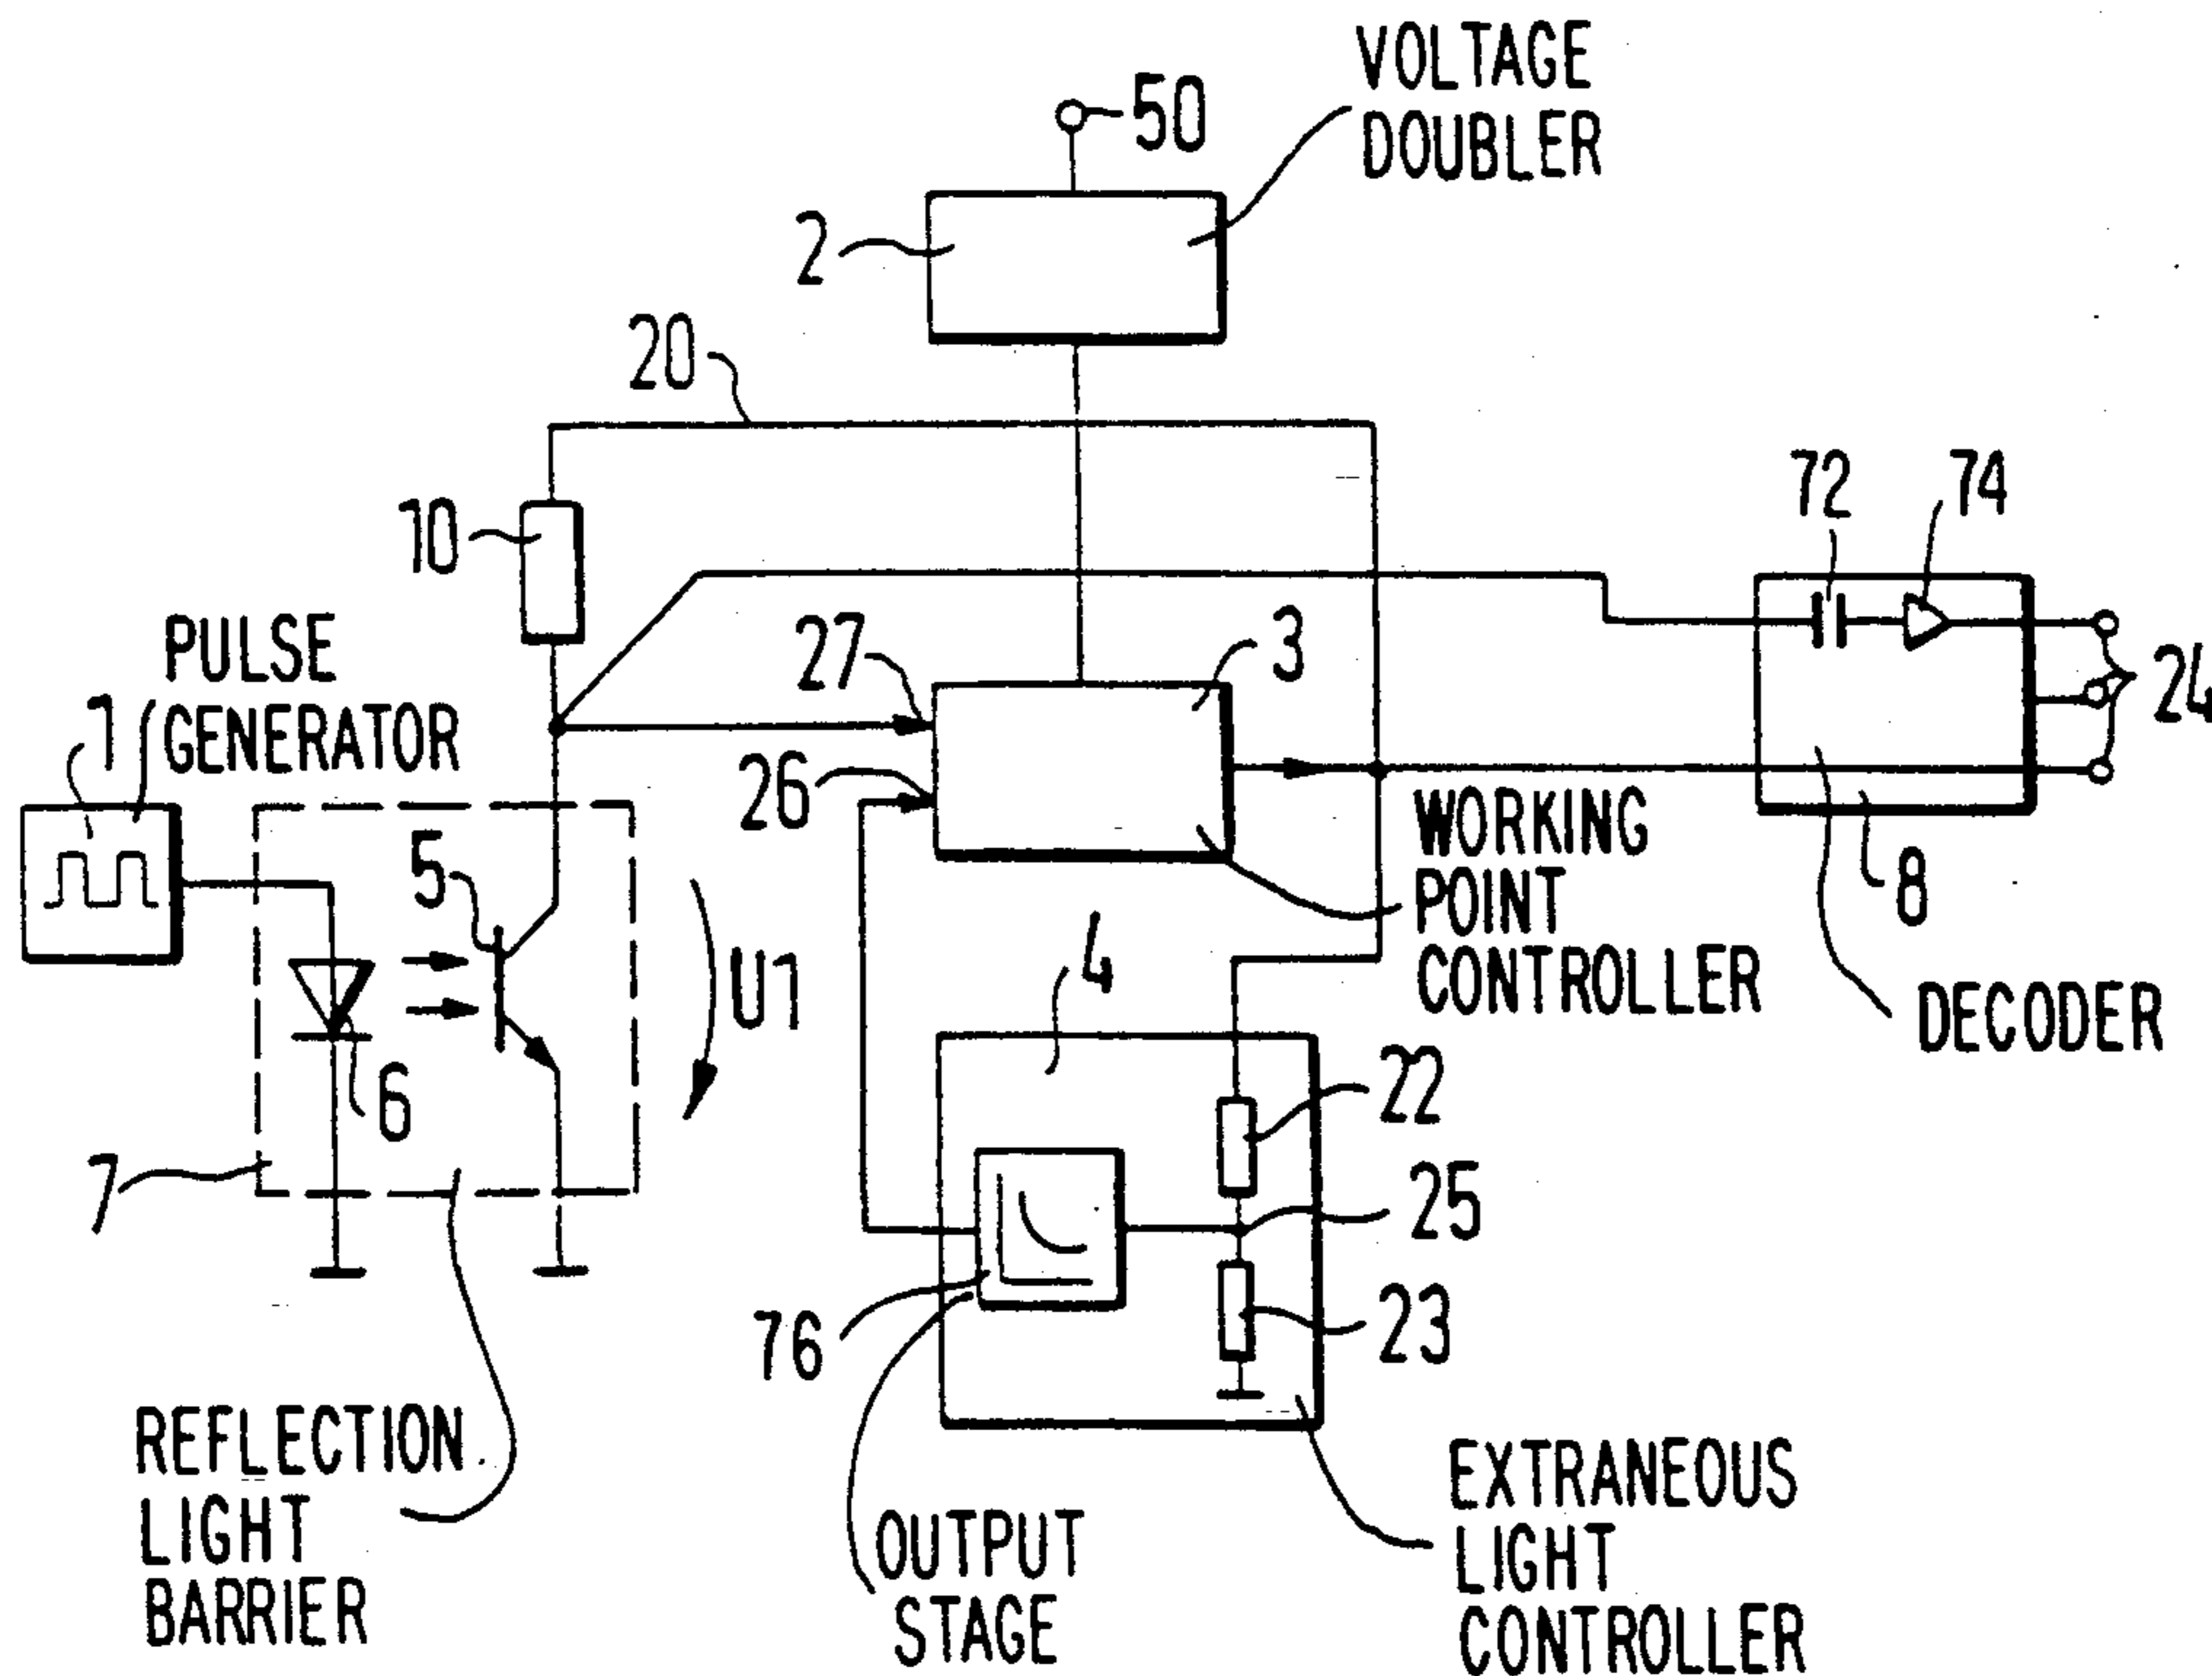 VOLTAGE
DOUBLER
50
2
20
10
72
74
PULSE
GENERATOR
1
27
3
24
26
5
WORKING
POINT
CONTROLLER
8
U1
4
DECODER
6
22
7
25
76
23
REFLECTION
LIGHT
BARRIER
OUTPUT
STAGE
EXTRANEOUS
LIGHT
CONTROLLER